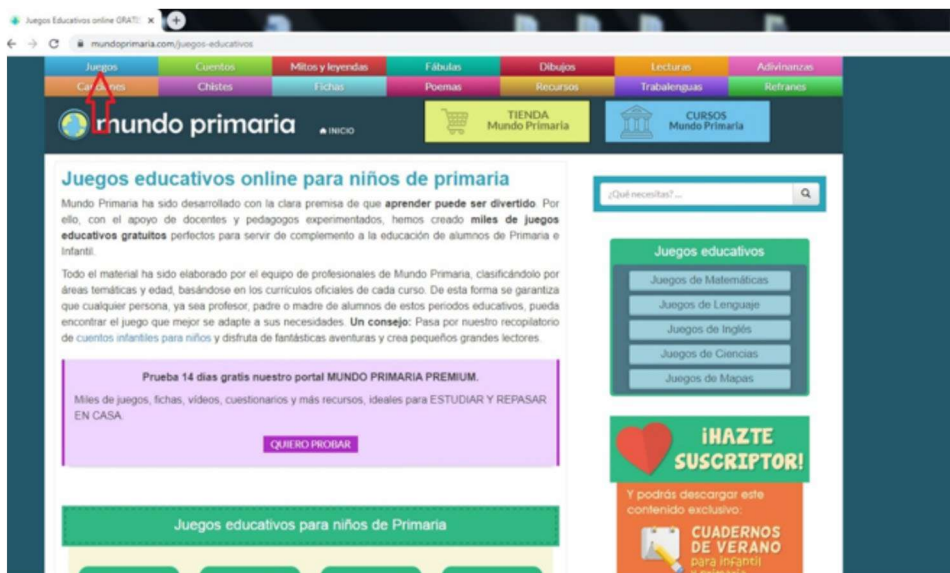 Juegos Educativos online GRATI
mundoprimaria.com/juegos-educativos
Juegos Cuentos Mitos y leyendas Fábulas Dibujos Lecturas Adivinanzas
Canciones Chistes Fichas Poemas Recursos Trabalenguas Refranes
mundo primaria INICIO
TIENDA
Mundo Primaria
CURSOS
Mundo Primaria
Juegos educativos online para niños de primaria
Mundo Primaria ha sido desarrollado con la clara premisa de que aprender puede ser divertido. Por
ello, con el apoyo de docentes y pedagogos experimentados, hemos creado miles de juegos
educativos gratuitos perfectos para servir de complemento a la educación de alumnos de Primaria e
Infantil.
Todo el material ha sido elaborado por el equipo de profesionales de Mundo Primaria, clasificándolo por
áreas temáticas y edad, basándose en los currículos oficiales de cada curso. De esta forma se garantiza
que cualquier persona, ya sea profesor, padre o madre de alumnos de estos periodos educativos, pueda
encontrar el juego que mejor se adapte a sus necesidades. Un consejo: Pasa por nuestro recopilatorio
de cuentos infantiles para niños y disfruta de fantásticas aventuras y crea pequeños grandes lectores.
Prueba 14 días gratis nuestro portal MUNDO PRIMARIA PREMIUM.
Miles de juegos, fichas, vídeos, cuestionarios y más recursos, ideales para ESTUDIAR Y REPASAR
EN CASA.
QUIERO PROBAR
Juegos educativos para niños de Primaria
¿Qué necesitas? ...
Juegos educativos
Juegos de Matemáticas
Juegos de Lenguaje
Juegos de Inglés
Juegos de Ciencias
Juegos de Mapas
¡HAZTE
SUSCRIPTOR!
Y podrás descargar este
contenido exclusivo:
CUADERNOS
DE VERANO
para infantil
y primaria